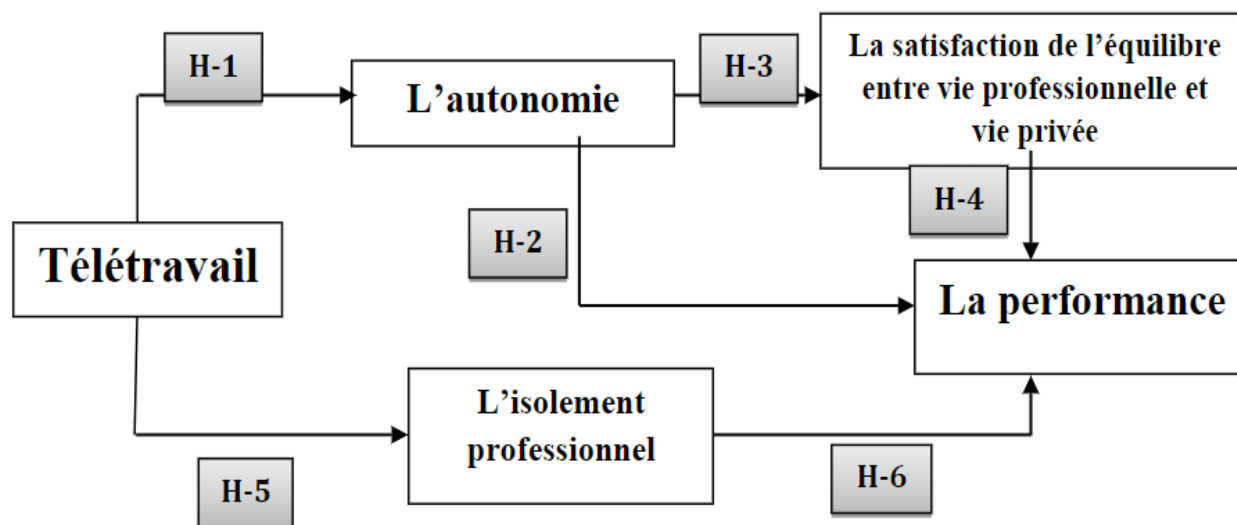 H-1
L’autonomie
H-3
La satisfaction de l’équilibre
entre vie professionnelle et
vie privée
H-4
H-2
Télétravail
La performance
L’isolement
professionnel
H-5
H-6